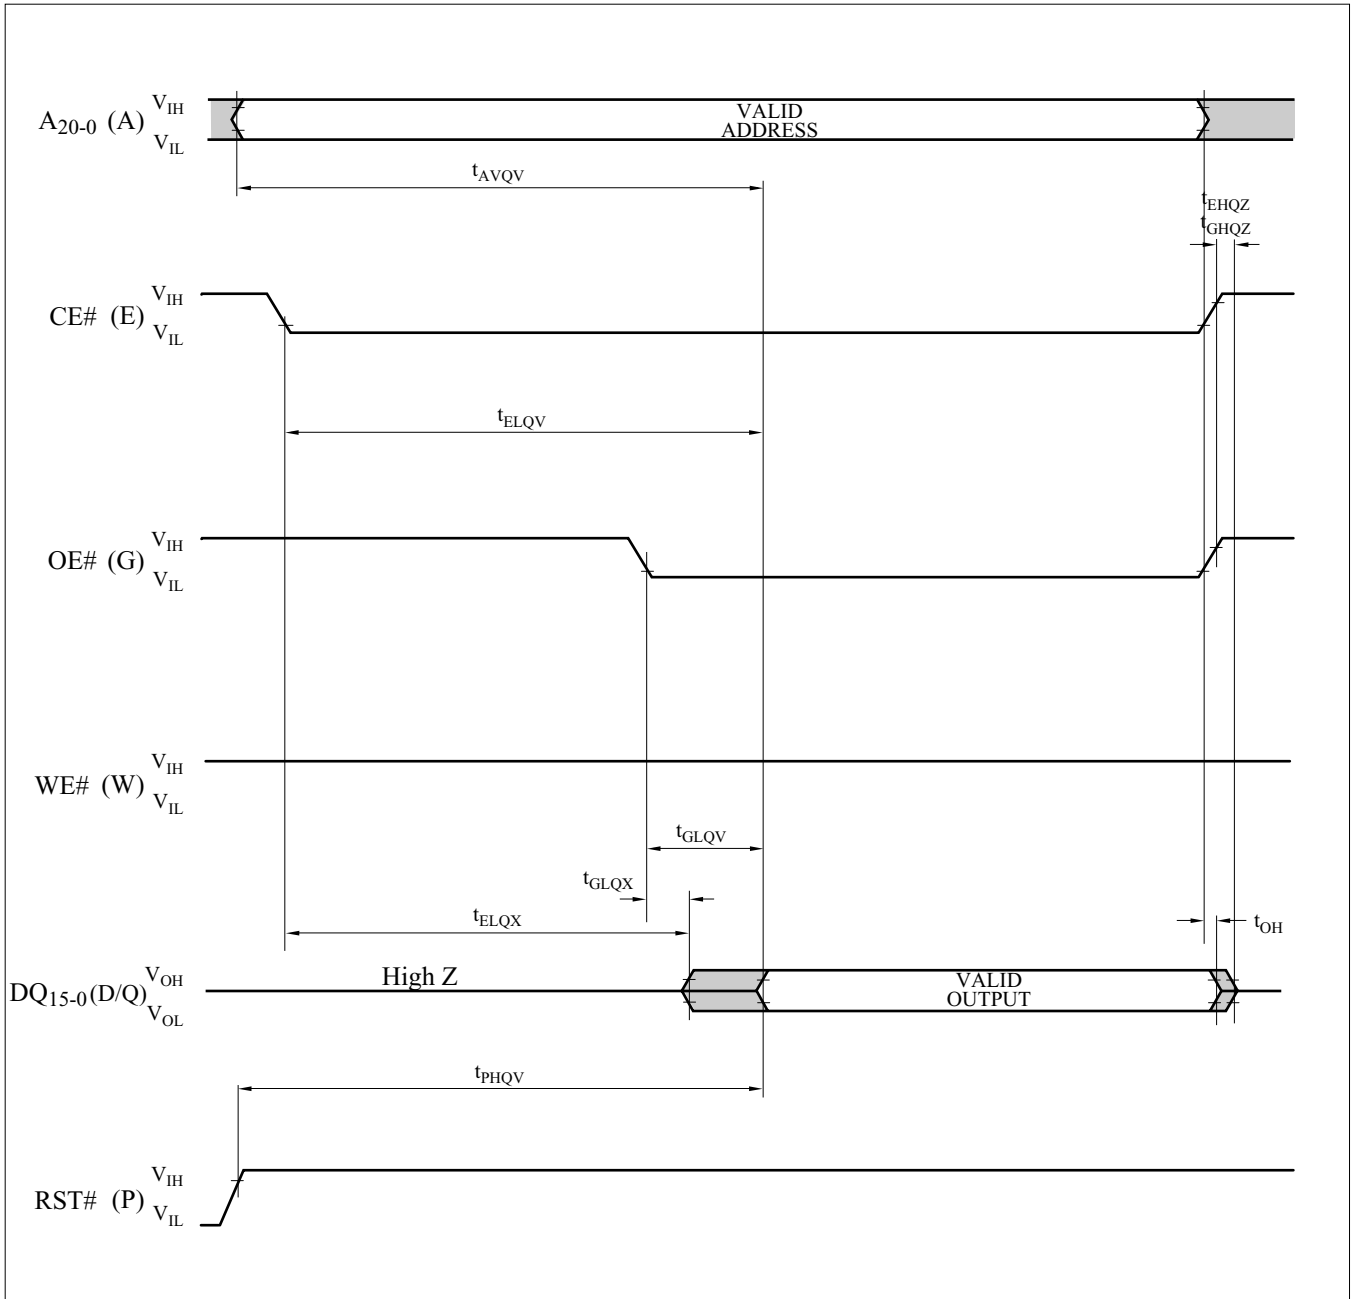 A20-0 (A) VIH VALID
VIL ADDRESS
tAVQV
tEHQZ
tGHQZ
CE# (E) VIH
VIL
tELQV
OE# (G) VIH
VIL
WE# (W) VIH
VIL
tGLQV
tGLQX
tELQX
tOH
DQ15-0 (D/Q) VOH High Z VALID
VOL OUTPUT
tPHQV
RST# (P) VIH
VIL